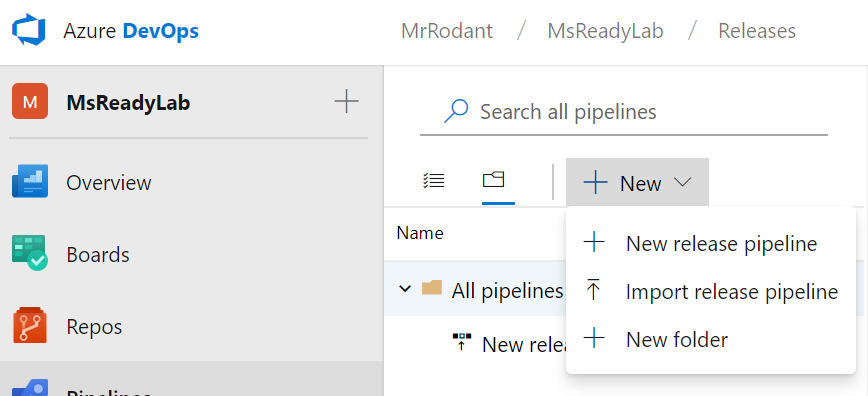 Azure DevOps
MrRodant / MsReadyLab / Releases
M MsReadyLab
Search all pipelines
Overview
New
Name
Boards
New release pipeline
All pipelines
Import release pipeline
Repos
New folder
New rele
Pipelines